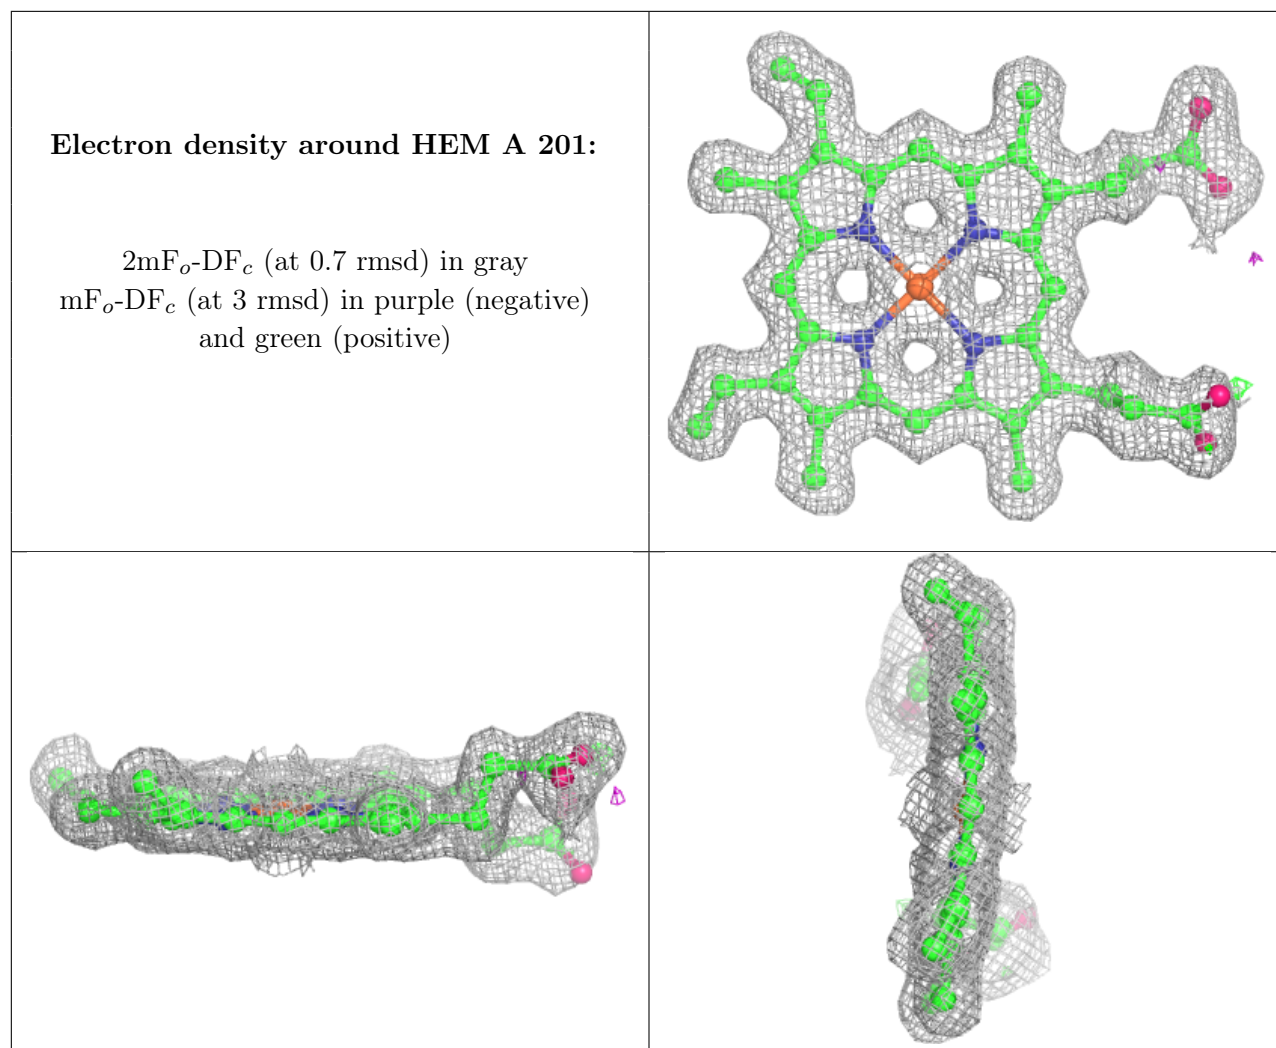 Electron density around HEM A 201:
2mFₒ-DF𝒸 (at 0.7 rmsd) in gray
mFₒ-DF𝒸 (at 3 rmsd) in purple (negative)
and green (positive)